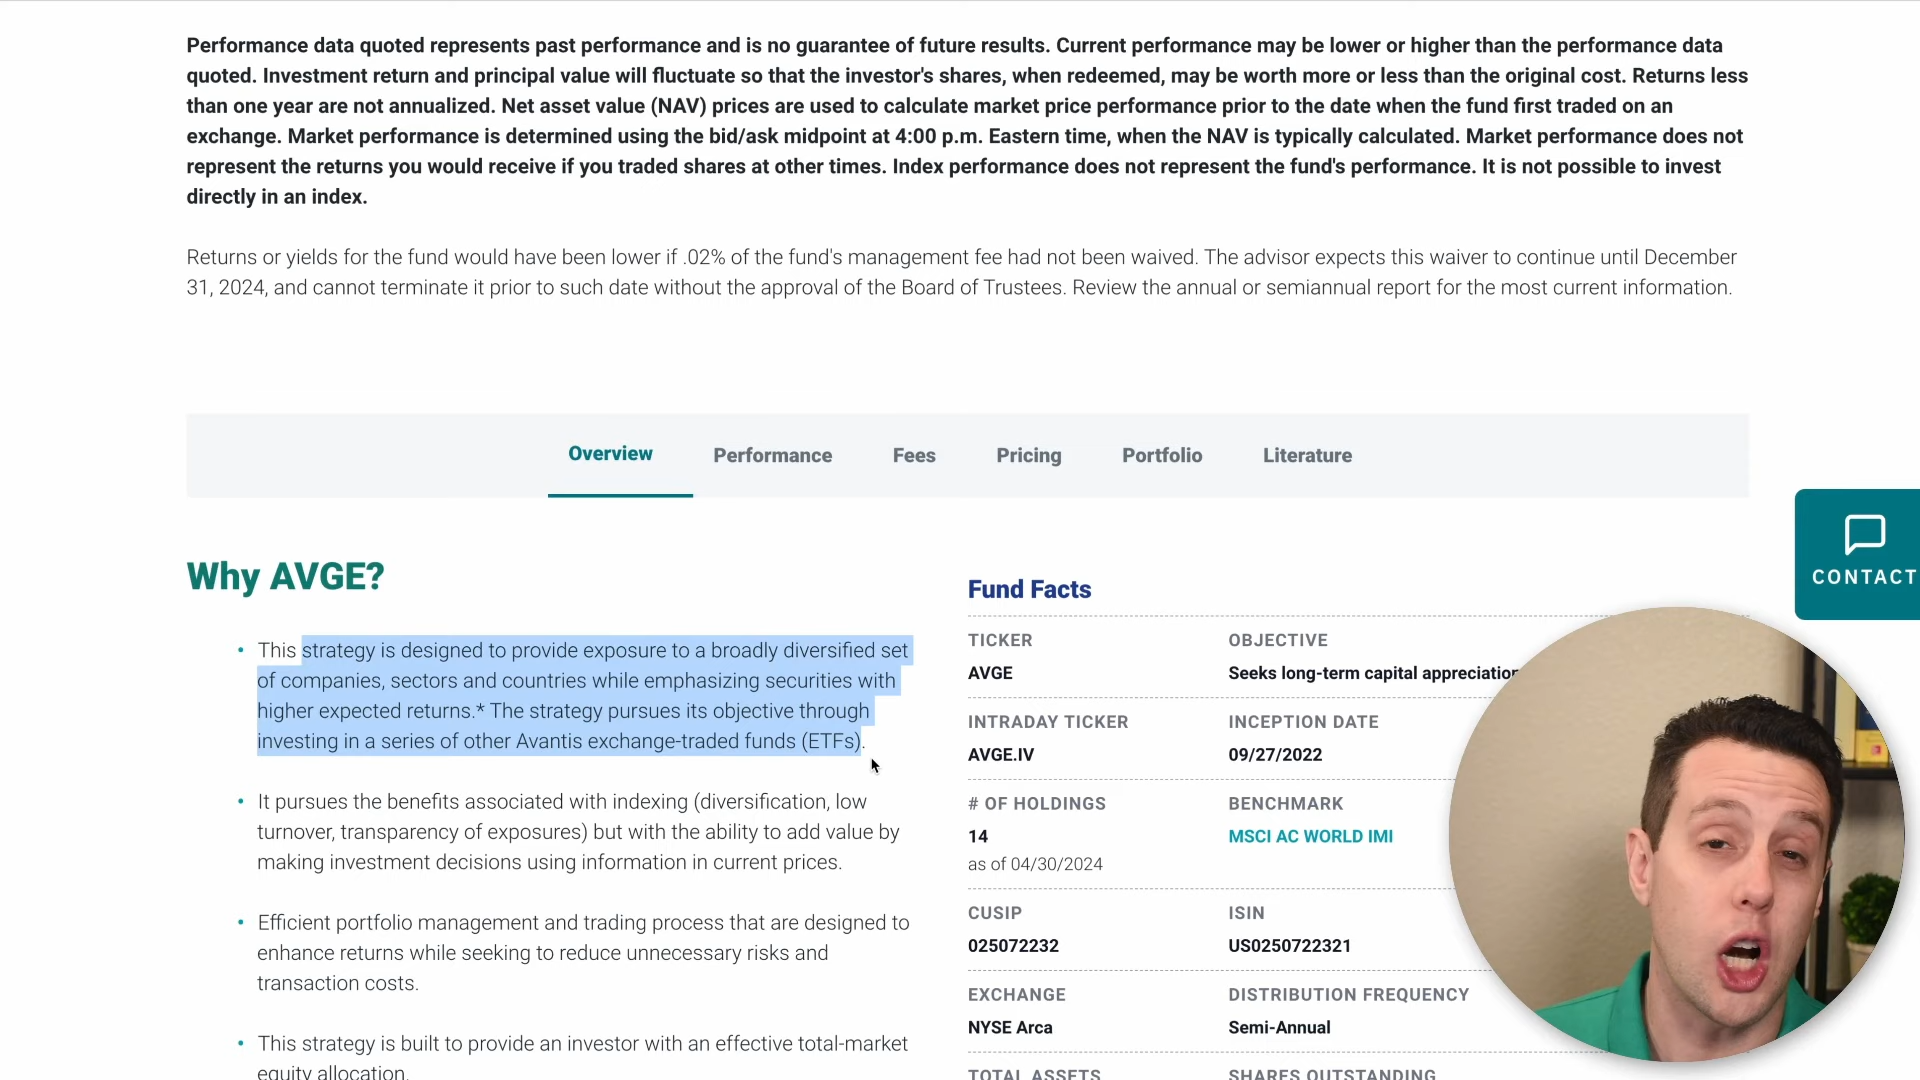 Performance data quoted represents past performance and is no guarantee of future results. Current performance may be lower or higher than the performance data
quoted. Investment return and principal value will fluctuate so that the investor's shares, when redeemed, may be worth more or less than the original cost. Returns less
than one year are not annualized. Net asset value (NAV) prices are used to calculate market price performance prior to the date when the fund first traded on an
exchange. Market performance is determined using the bid/ask midpoint at 4:00 p.m. Eastern time, when the NAV is typically calculated. Market performance does not
represent the returns you would receive if you traded shares at other times. Index performance does not represent the fund's performance. It is not possible to invest
directly in an index.
Returns or yields for the fund would have been lower if .02% of the fund's management fee had not been waived. The advisor expects this waiver to continue until December
31, 2024, and cannot terminate it prior to such date without the approval of the Board of Trustees. Review the annual or semiannual report for the most current information.
Overview Performance Fees Pricing Portfolio Literature
CONTACT
Why AVGE?
• This strategy is designed to provide exposure to a broadly diversified set
of companies, sectors and countries while emphasizing securities with
higher expected returns.* The strategy pursues its objective through
investing in a series of other Avantis exchange-traded funds (ETFs).
• It pursues the benefits associated with indexing (diversification, low
turnover, transparency of exposures) but with the ability to add value by
making investment decisions using information in current prices.
• Efficient portfolio management and trading process that are designed to
enhance returns while seeking to reduce unnecessary risks and
transaction costs.
• This strategy is built to provide an investor with an effective total-market
equity allocation.
Fund Facts
TICKER OBJECTIVE
AVGE Seeks long-term capital appreciation
INTRADAY TICKER INCEPTION DATE
AVGE.IV 09/27/2022
# OF HOLDINGS BENCHMARK
14 MSCI AC WORLD IMI
as of 04/30/2024
CUSIP ISIN
025072232 US0250722321
EXCHANGE DISTRIBUTION FREQUENCY
NYSE Arca Semi-Annual
TOTAL ASSETS SHARES OUTSTANDING